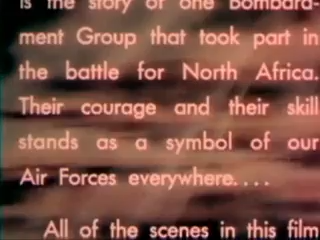 is the story of one Bombard-
ment Group that took part in
the battle for North Africa.
Their courage and their skill
stands as a symbol of our
Air Forces everywhere....
All of the scenes in this film